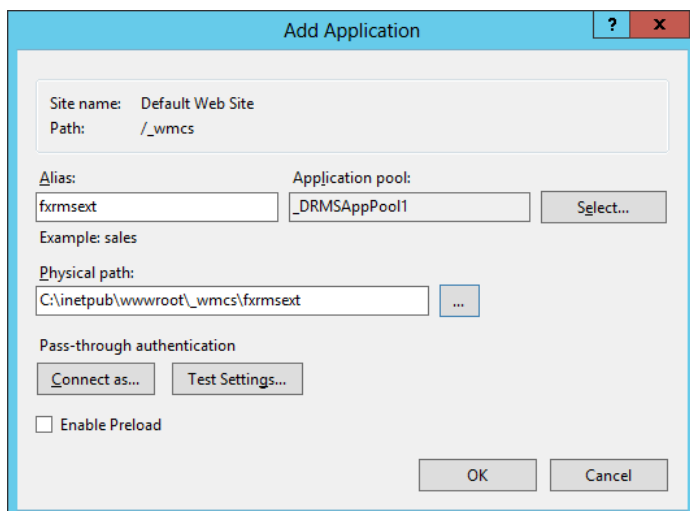 Add Application
?
x
Site name: Default Web Site
Path: /_wmcs
Alias: Application pool:
fxrmsext _DRMSAppPool1 Select...
Example: sales
Physical path:
C:\inetpub\wwwroot\_wmcs\fxrmsext ...
Pass-through authentication
Connect as... Test Settings...
Enable Preload
OK Cancel